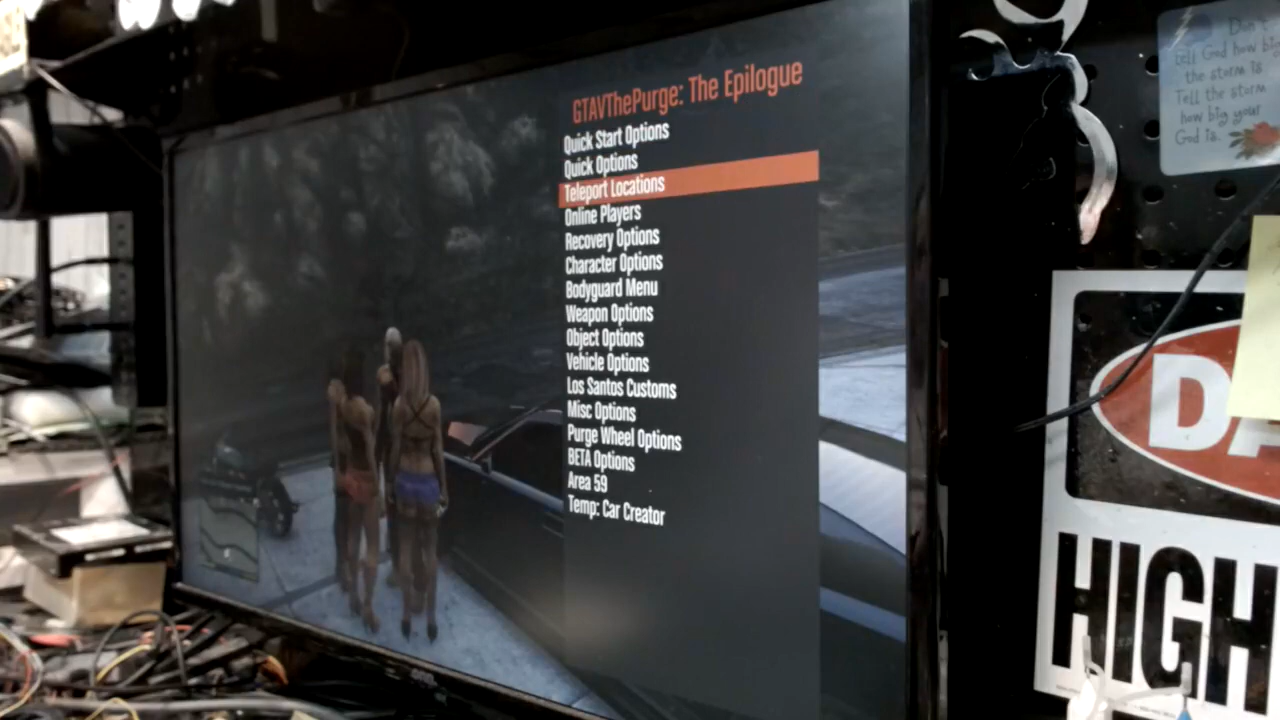 GTAVThePurge: The Epilogue
Quick Start Options
Quick Options
Teleport Locations
Online Players
Recovery Options
Character Options
Bodyguard Menu
Weapon Options
Object Options
Vehicle Options
Los Santos Customs
Misc Options
Purge Wheel Options
BETA Options
Area 59
Temp: Car Creator
Don't
tell God how big
the storm is
Tell the storm
how big your
God is.
DA
HIGH